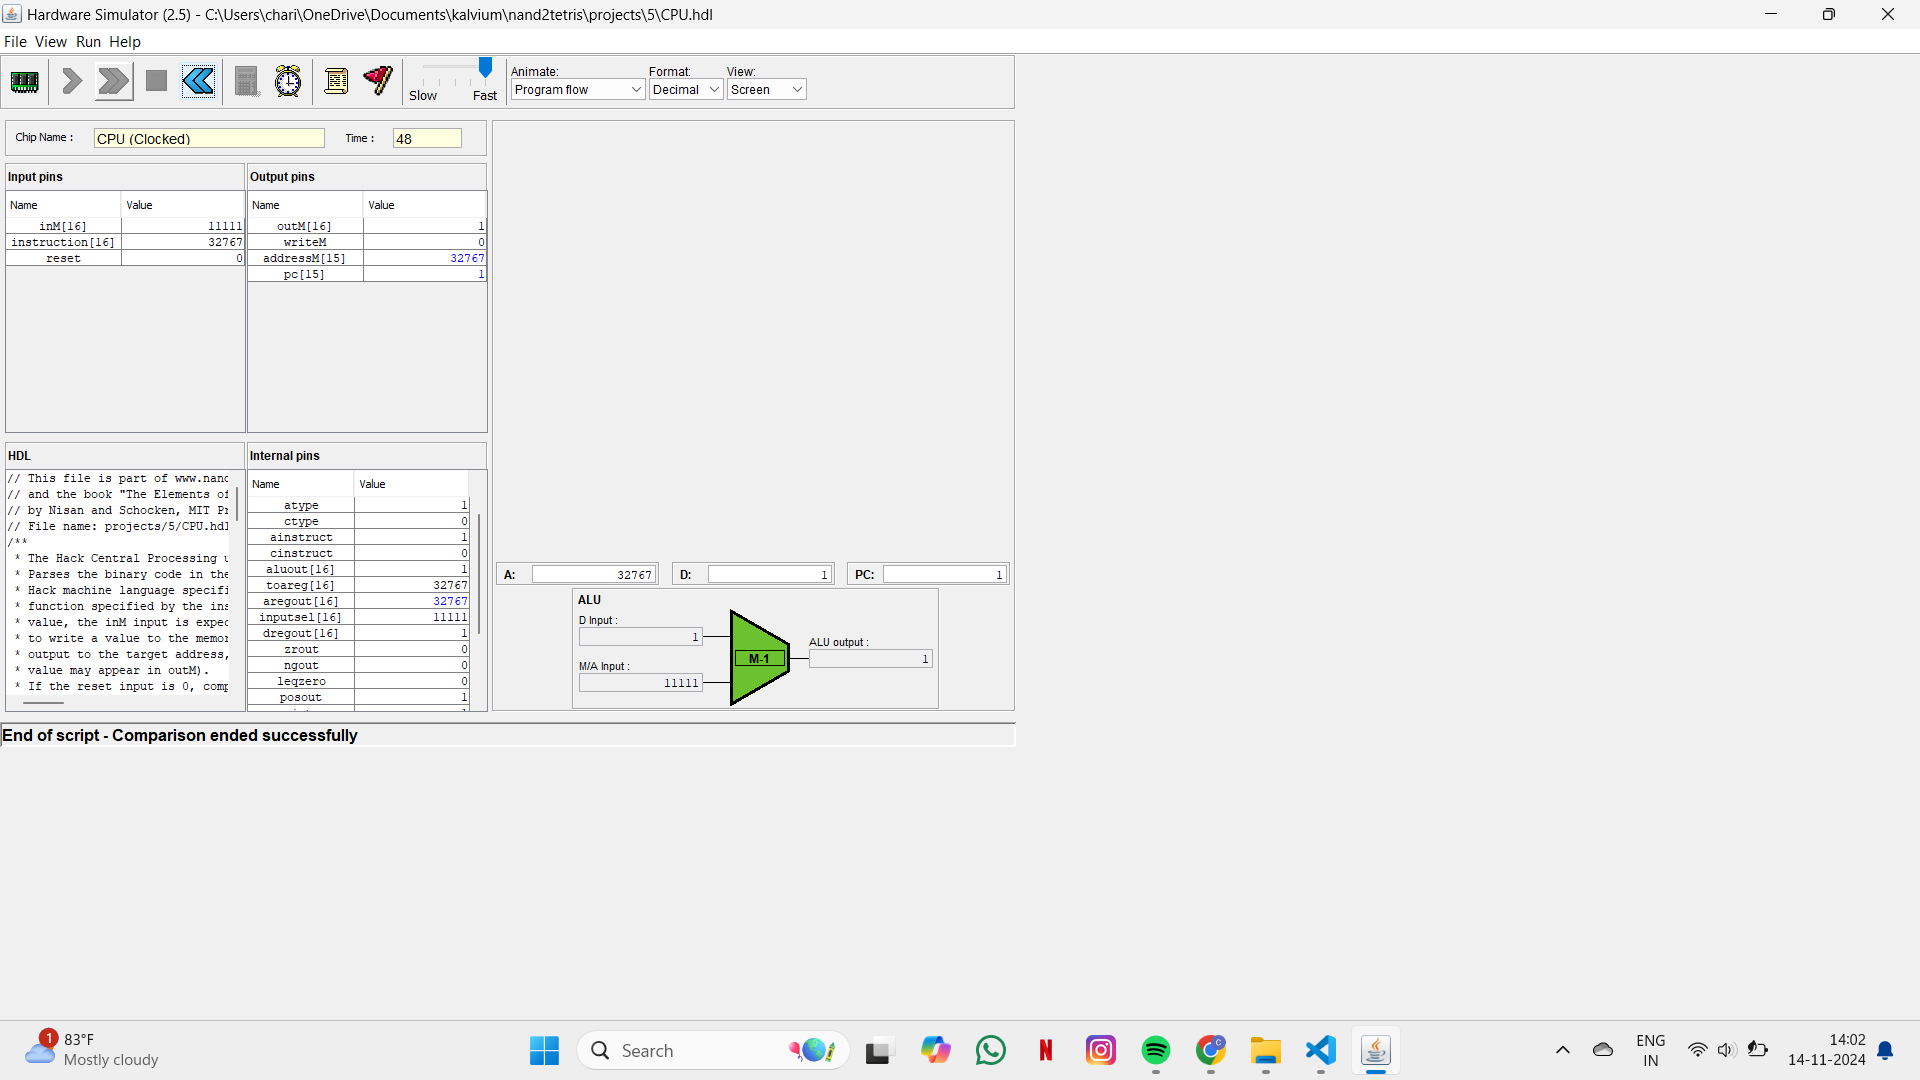 Hardware Simulator (2.5) - C:\Users\chari\OneDrive\Documents\kalvium\nand2tetris\projects\5\CPU.hdl
File View Run Help
Slow Fast
Animate: Format: View:
Program flow Decimal Screen
Chip Name : CPU (Clocked) Time : 48
Input pins
Name Value
inM[16] 11111
instruction[16] 32767
reset 0
Output pins
Name Value
outM[16] 1
writeM 0
addressM[15] 32767
pc[15] 1
HDL
// This file is part of www.nand
// and the book "The Elements of
// by Nisan and Schocken, MIT Pr
// File name: projects/5/CPU.hdl
/**
* The Hack Central Processing u
* Parses the binary code in the
* Hack machine language specifi
* function specified by the ins
* value, the inM input is expec
* to write a value to the memor
* output to the target address,
* value may appear in outM).
* If the reset input is 0, comp
Internal pins
Name Value
atype 1
ctype 0
ainstruct 1
cinstruct 0
aluout[16] 1
toareg[16] 32767
aregout[16] 32767
inputsel[16] 11111
dregout[16] 1
zrout 0
ngout 0
leqzero 0
posout 1
A: 32767 D: 1 PC: 1
ALU
D Input :
1
M/A Input :
11111
M-1
ALU output :
1
End of script - Comparison ended successfully
1
83°F
Mostly cloudy
Search
N
C
ENG
IN
14:02
14-11-2024